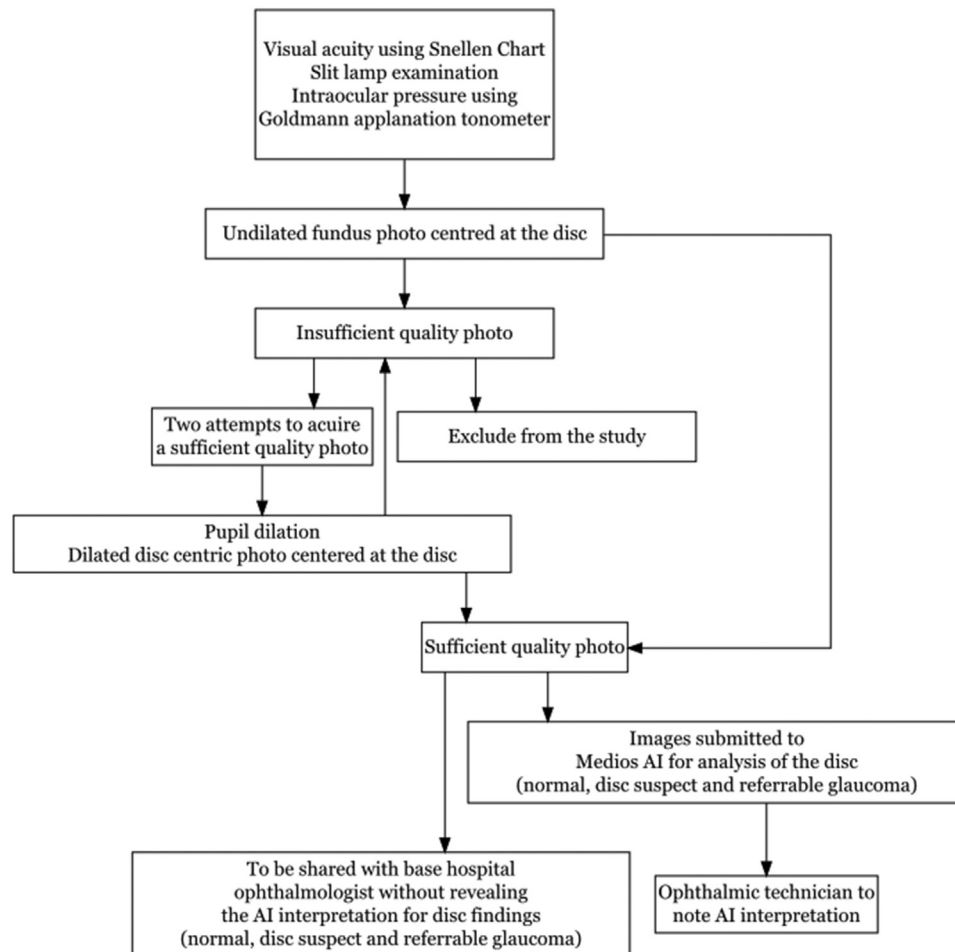 Visual acuity using Snellen Chart
Slit lamp examination
Intraocular pressure using
Goldmann applanation tonometer
Undilated fundus photo centred at the disc
Insufficient quality photo
Two attempts to acuire
a sufficient quality photo
Exclude from the study
Pupil dilation
Dilated disc centric photo centered at the disc
Sufficient quality photo
Images submitted to
Medios AI for analysis of the disc
(normal, disc suspect and referrable glaucoma)
To be shared with base hospital
ophthalmologist without revealing
the AI interpretation for disc findings
(normal, disc suspect and referrable glaucoma)
Ophthalmic technician to
note AI interpretation